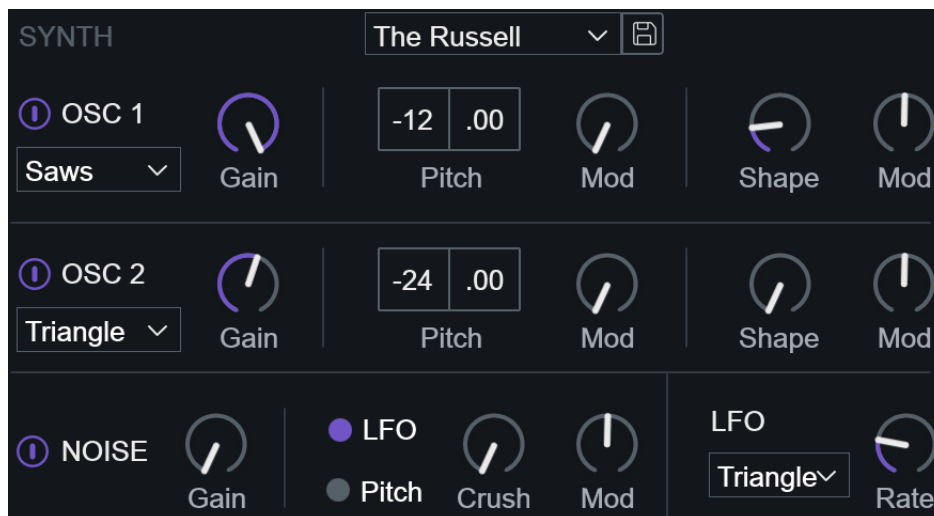 SYNTH The Russell
OSC 1 -12 .00
Saws Gain Pitch Mod Shape Mod
OSC 2 -24 .00
Triangle Gain Pitch Mod Shape Mod
LFO LFO
NOISE Triangle
Gain Pitch Crush Mod Rate